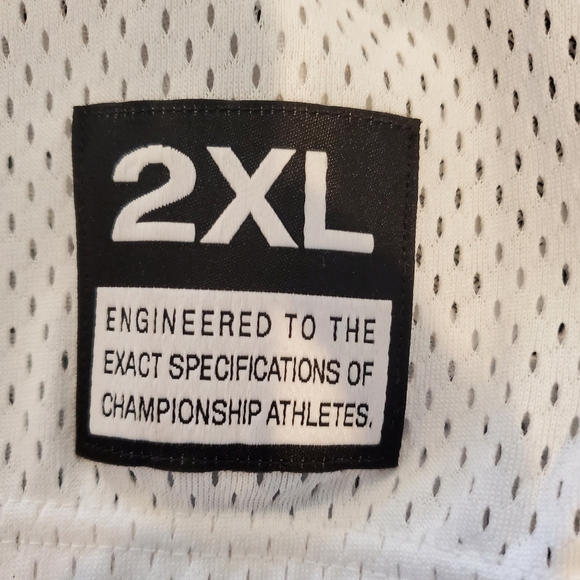 2XL
ENGINEERED TO THE
EXACT SPECIFICATIONS OF
CHAMPIONSHIP ATHLETES.